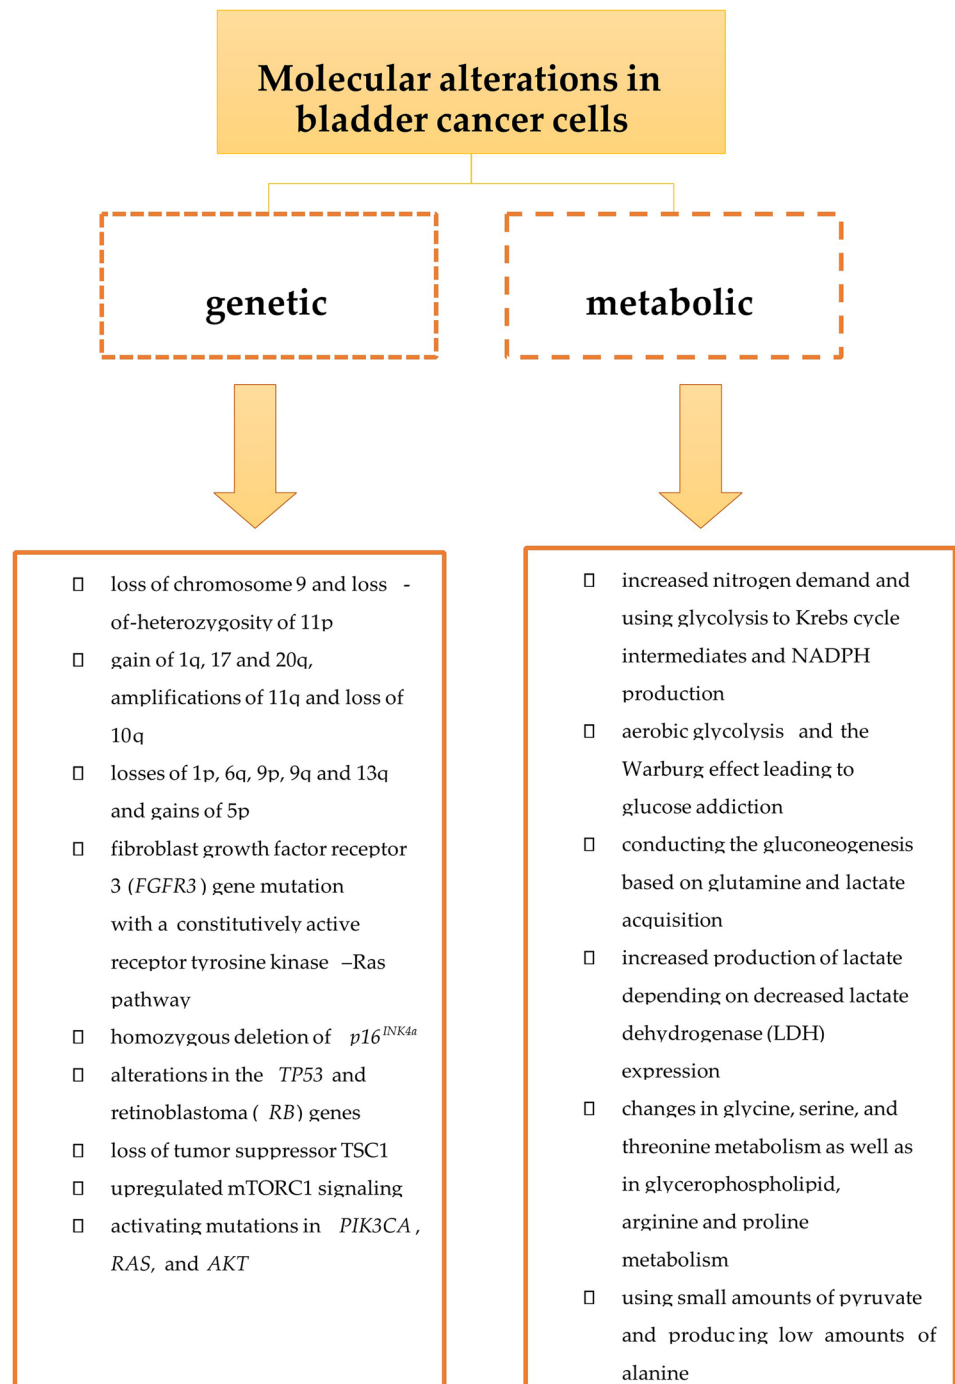 Molecular alterations in
bladder cancer cells
genetic
metabolic
loss of chromosome 9 and loss -
of-heterozygosity of 11p
gain of 1q, 17 and 20q,
amplifications of 11q and loss of
10q
losses of 1p, 6q, 9p, 9q and 13q
and gains of 5p
fibroblast growth factor receptor
3 (FGFR3) gene mutation
with a constitutively active
receptor tyrosine kinase –Ras
pathway
homozygous deletion of p16INK4a
alterations in the TP53 and
retinoblastoma ( RB) genes
loss of tumor suppressor TSC1
upregulated mTORC1 signaling
activating mutations in PIK3CA,
RAS, and AKT
increased nitrogen demand and
using glycolysis to Krebs cycle
intermediates and NADPH
production
aerobic glycolysis and the
Warburg effect leading to
glucose addiction
conducting the gluconeogenesis
based on glutamine and lactate
acquisition
increased production of lactate
depending on decreased lactate
dehydrogenase (LDH)
expression
changes in glycine, serine, and
threonine metabolism as well as
in glycerophospholipid,
arginine and proline
metabolism
using small amounts of pyruvate
and producing low amounts of
alanine